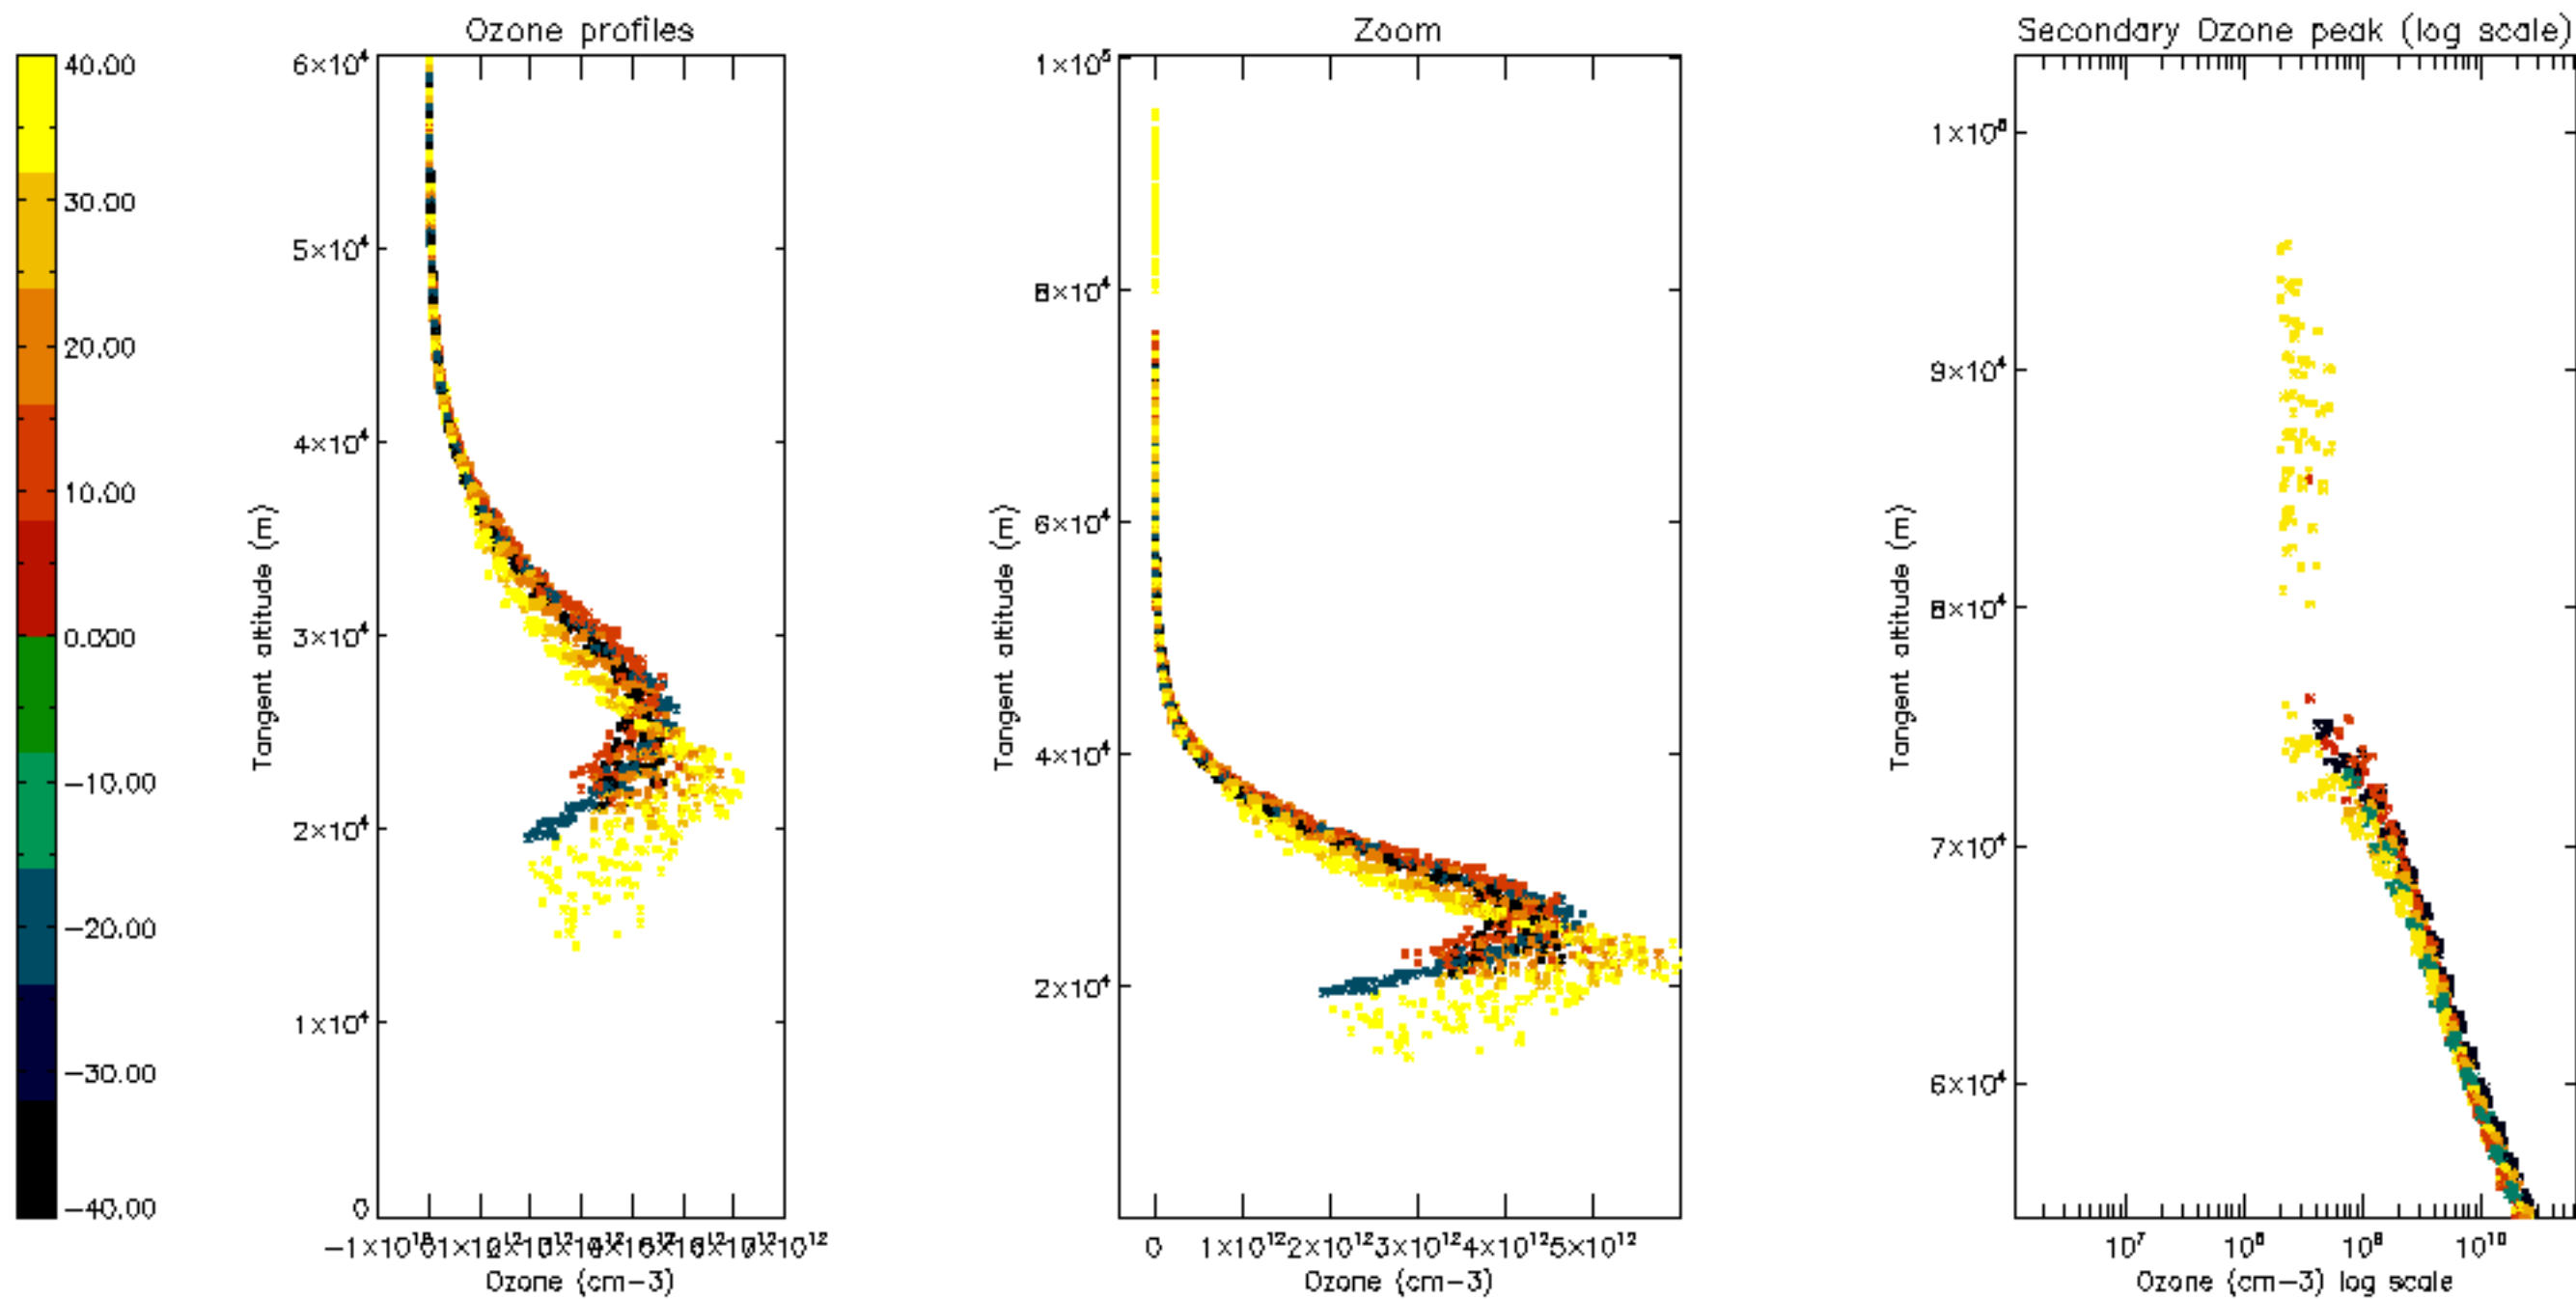 Ozone profiles
Zoom
Secondary Ozone peak (log scale)
40.00
30.00
20.00
10.00
-10.00
-20.00
-30.00
-40.00
6×10⁴
5×10⁴
4×10⁴
3×10⁴
2×10⁴
1×10⁴
0
Tangent altitude (m)
Ozone (cm-3)
1×10⁵
8×10⁴
6×10⁴
4×10⁴
2×10⁴
Tangent altitude (m)
0 1×10¹² 2×10¹² 3×10¹² 4×10¹² 5×10¹²
Ozone (cm-3)
9×10⁴
8×10⁴
7×10⁴
6×10⁴
Tangent altitude (m)
10⁷ 10⁸ 10⁹ 10¹⁰
Ozone (cm-3) log scale